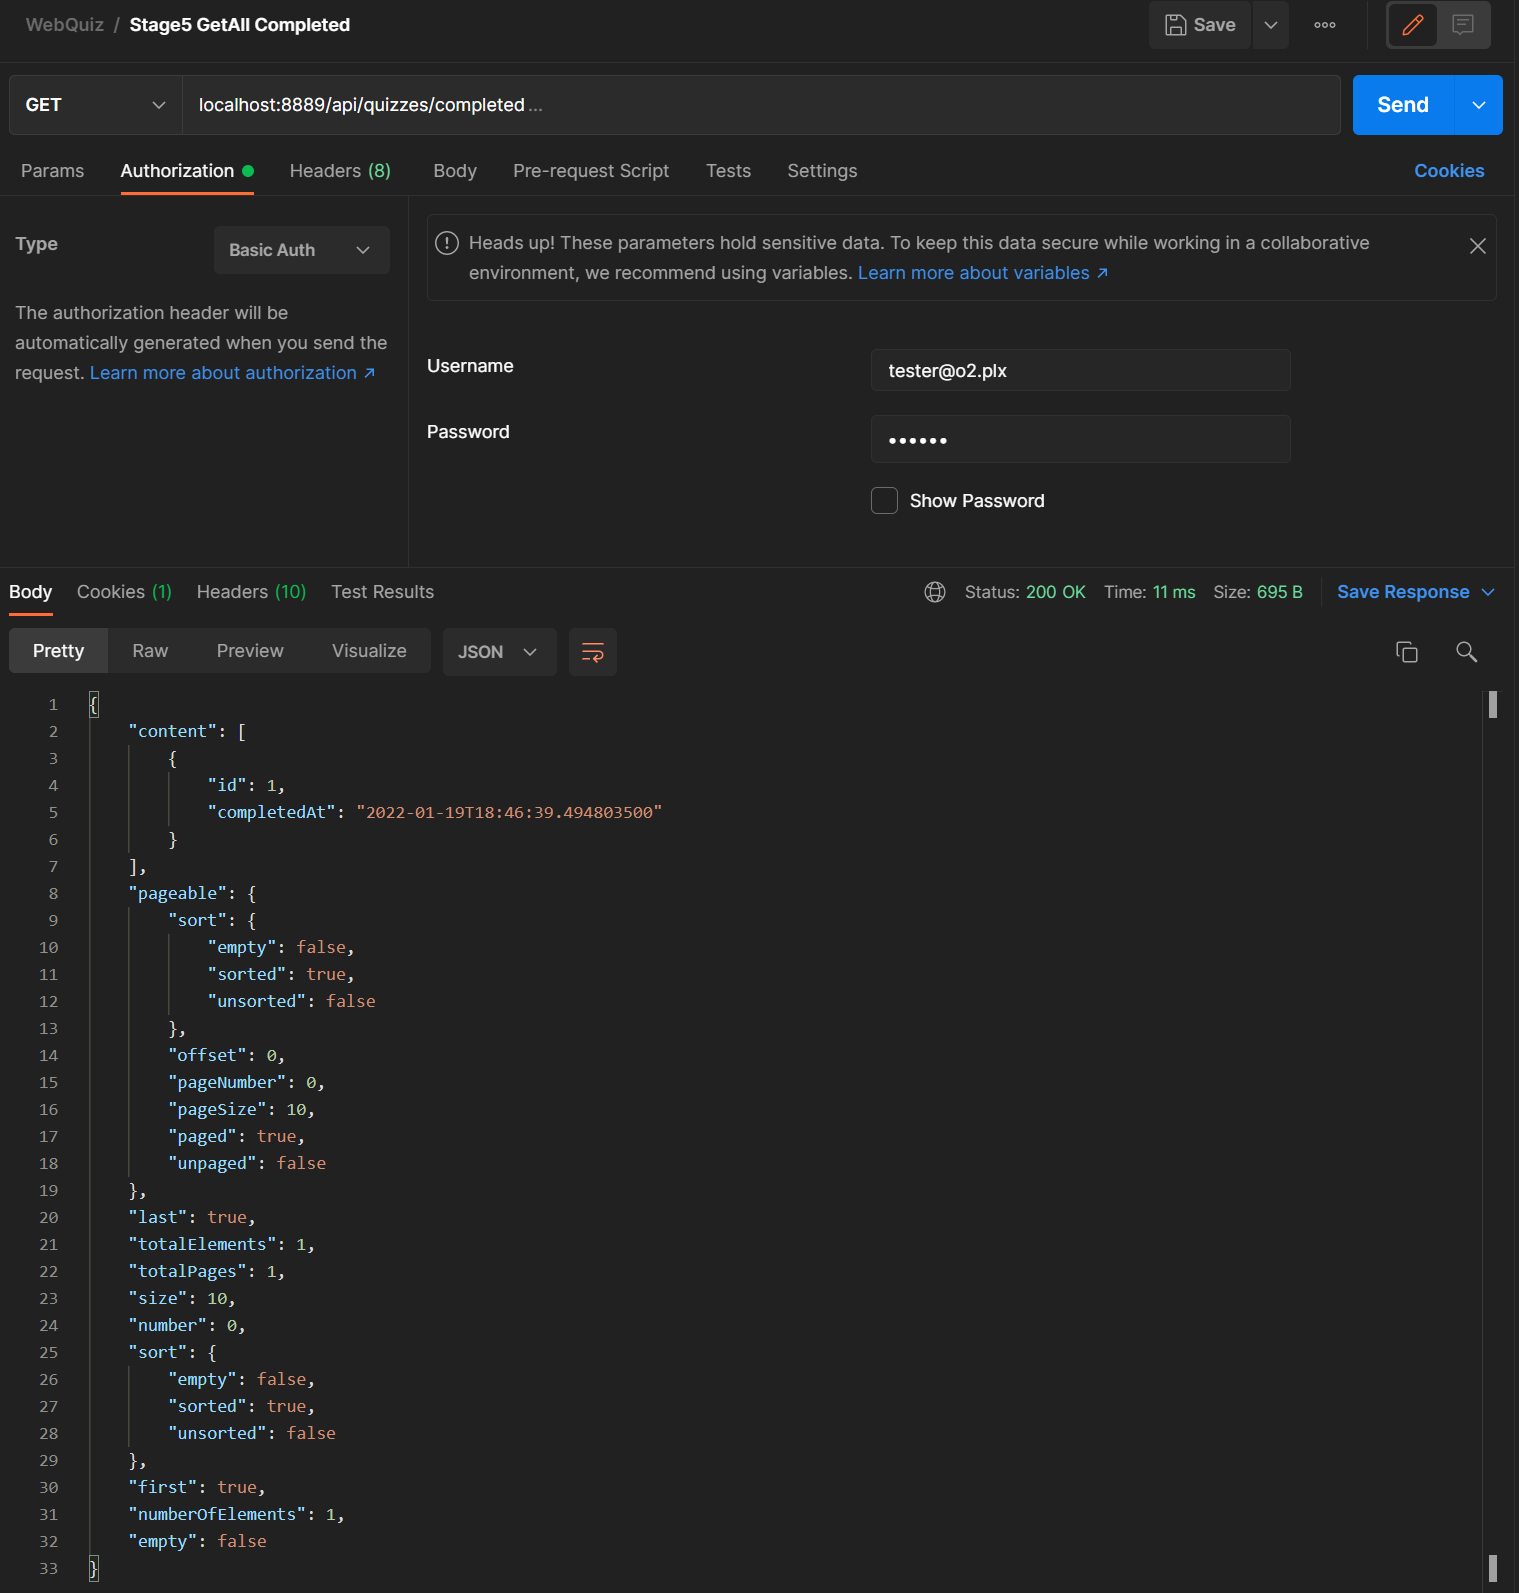 WebQuiz / Stage5 GetAll Completed
Save
GET
localhost:8889/api/quizzes/completed ...
Send
Params
Authorization
Headers (8)
Body
Pre-request Script
Tests
Settings
Cookies
Type
Basic Auth
The authorization header will be
automatically generated when you send the
request. Learn more about authorization ↗
Heads up! These parameters hold sensitive data. To keep this data secure while working in a collaborative
environment, we recommend using variables. Learn more about variables ↗
Username
tester@o2.plx
Password
••••••
Show Password
Body
Cookies (1)
Headers (10)
Test Results
Status: 200 OK
Time: 11 ms
Size: 695 B
Save Response
Pretty
Raw
Preview
Visualize
JSON
1 {
2 "content": [
3 {
4 "id": 1,
5 "completedAt": "2022-01-19T18:46:39.494803500"
6 }
7 ],
8 "pageable": {
9 "sort": {
10 "empty": false,
11 "sorted": true,
12 "unsorted": false
13 },
14 "offset": 0,
15 "pageNumber": 0,
16 "pageSize": 10,
17 "paged": true,
18 "unpaged": false
19 },
20 "last": true,
21 "totalElements": 1,
22 "totalPages": 1,
23 "size": 10,
24 "number": 0,
25 "sort": {
26 "empty": false,
27 "sorted": true,
28 "unsorted": false
29 },
30 "first": true,
31 "numberOfElements": 1,
32 "empty": false
33 }